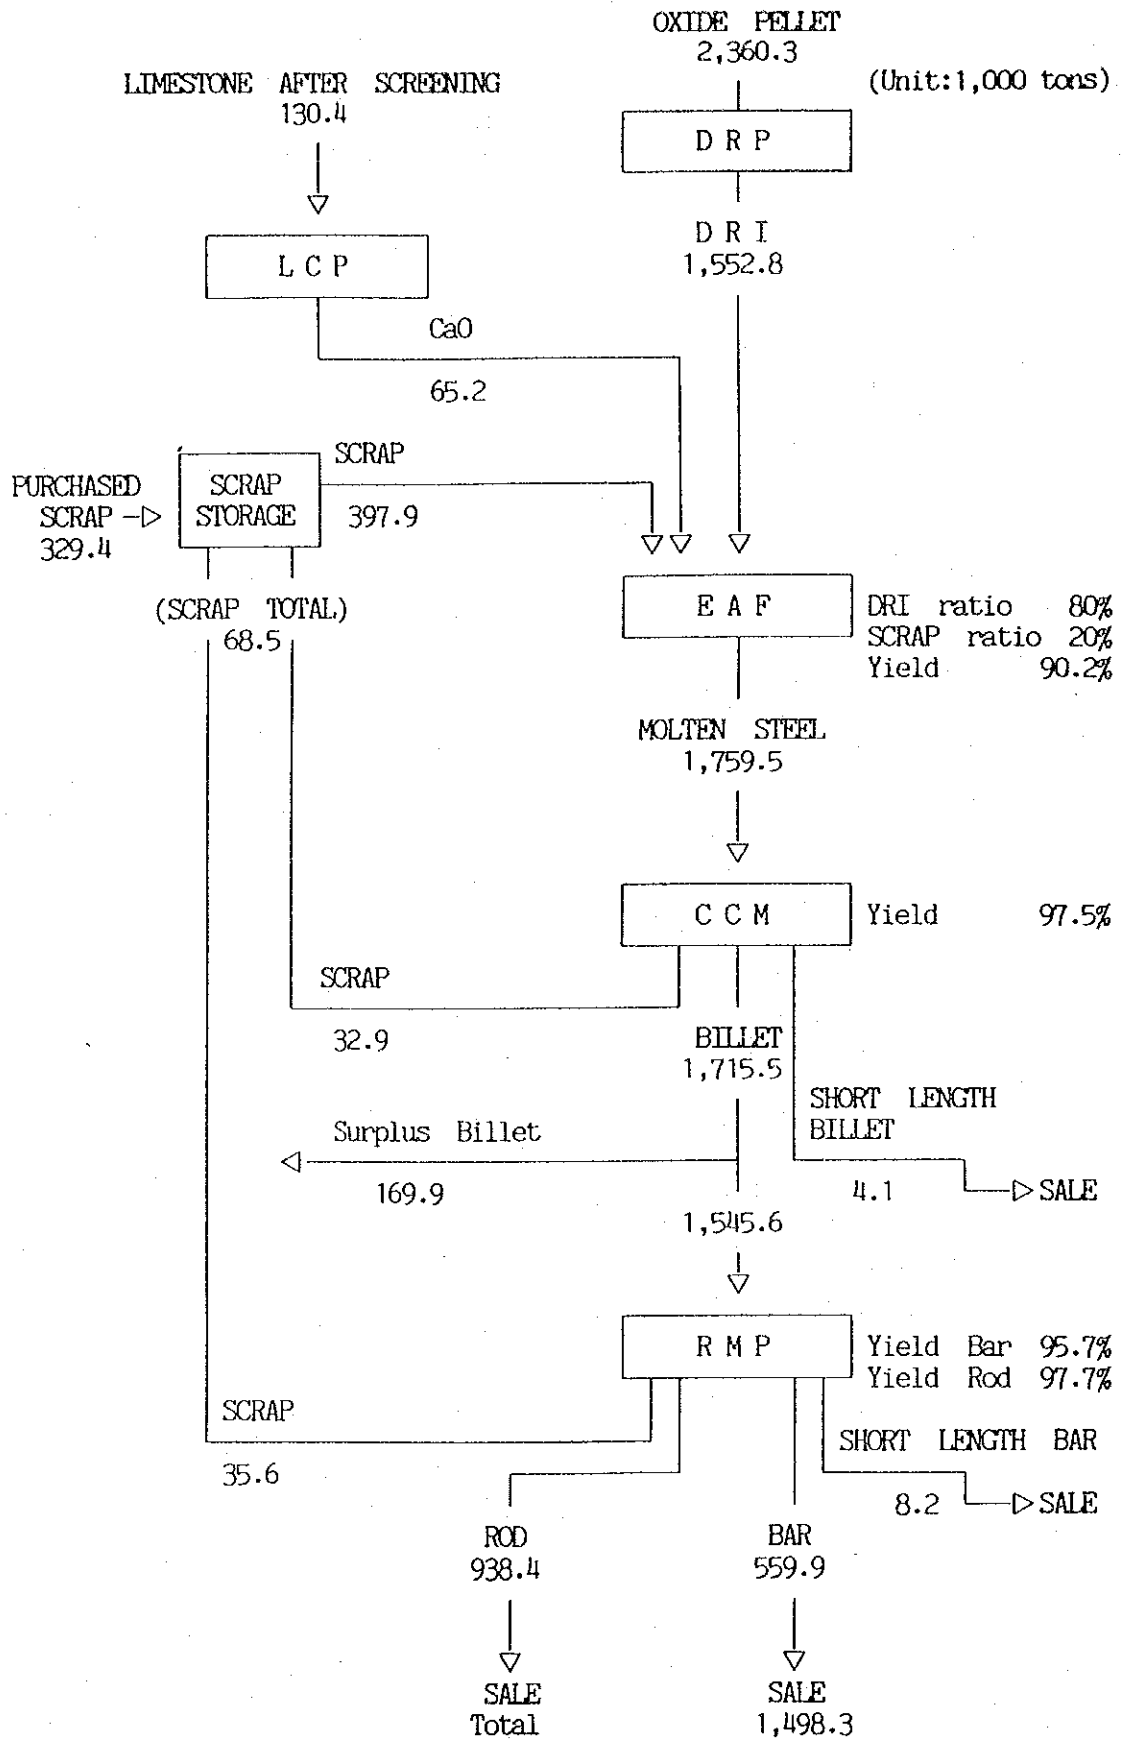 OXIDE PELLET
2,360.3
(Unit:1,000 tons)
LIMESTONE AFTER SCREENING
130.4
D R P
D R I
1,552.8
L C P
CaO
65.2
SCRAP
397.9
PURCHASED
SCRAP
329.4
SCRAP
STORAGE
(SCRAP TOTAL)
68.5
E A F
DRI ratio 80%
SCRAP ratio 20%
Yield 90.2%
MOLTEN STEEL
1,759.5
C C M
Yield 97.5%
SCRAP
32.9
BILLET
1,715.5
SHORT LENGTH
BILLET
4.1
SALE
Surplus Billet
169.9
1,545.6
R M P
Yield Bar 95.7%
Yield Rod 97.7%
SCRAP
35.6
SHORT LENGTH BAR
8.2
SALE
ROD
938.4
BAR
559.9
SALE
Total
SALE
1,498.3